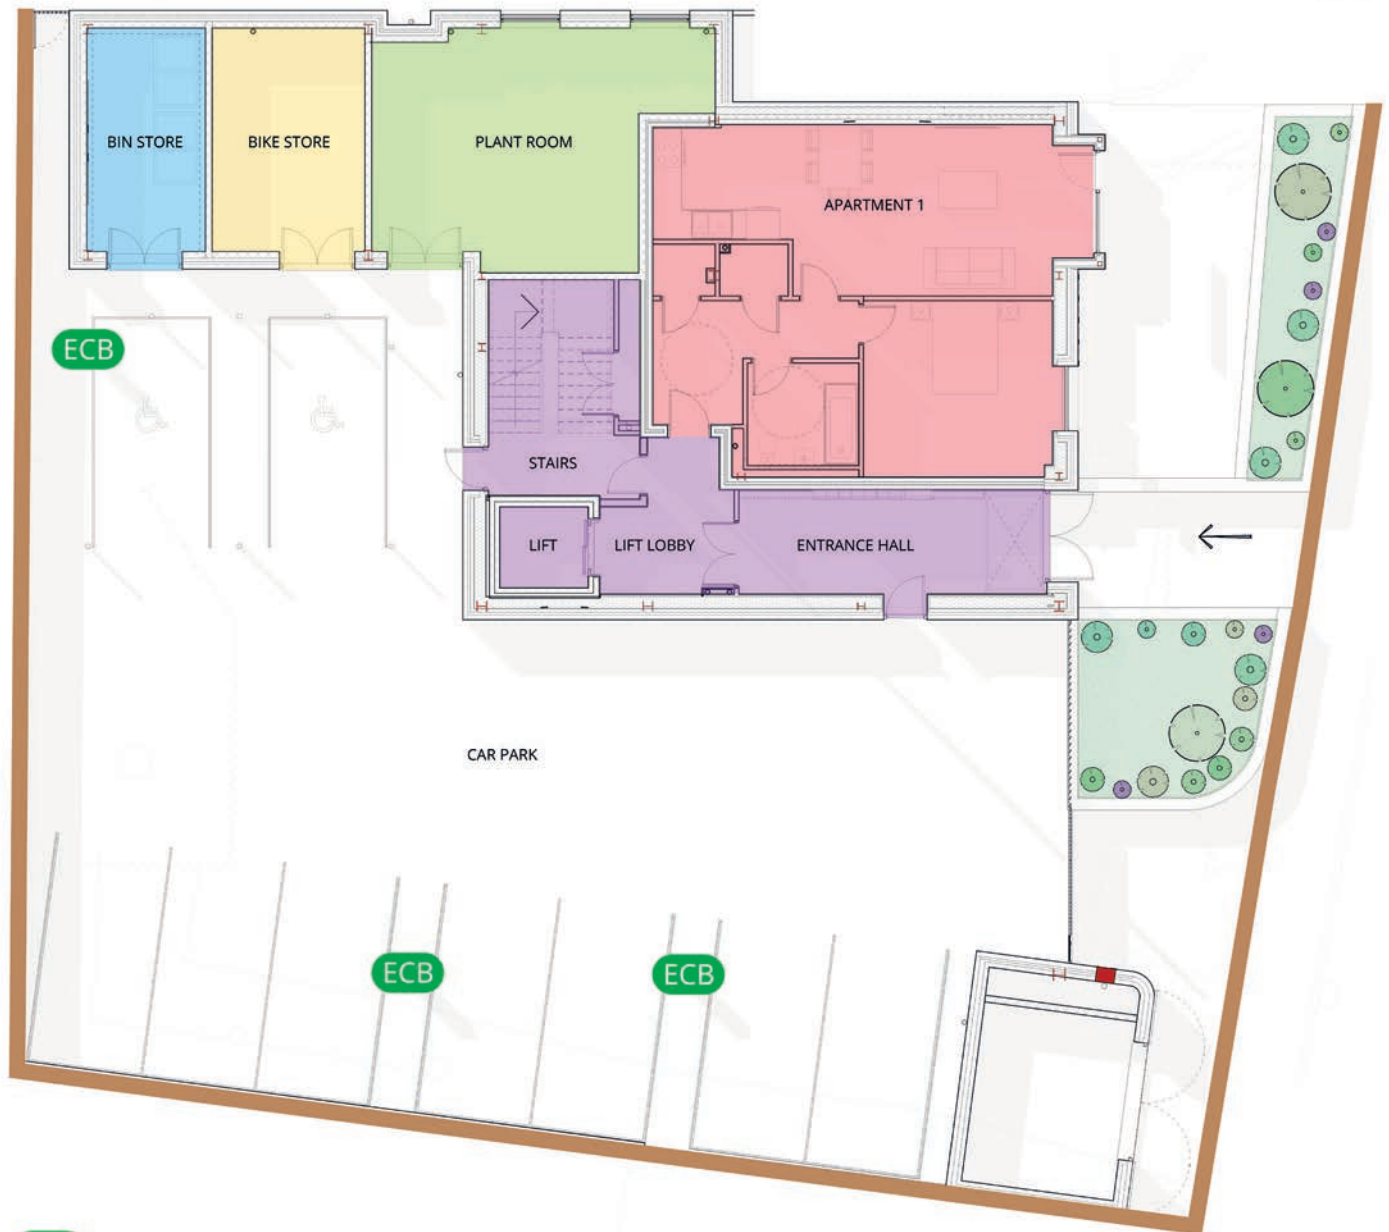 BIN STORE
BIKE STORE
PLANT ROOM
APARTMENT 1
ECB
STAIRS
LIFT
LIFT LOBBY
ENTRANCE HALL
CAR PARK
ECB
ECB